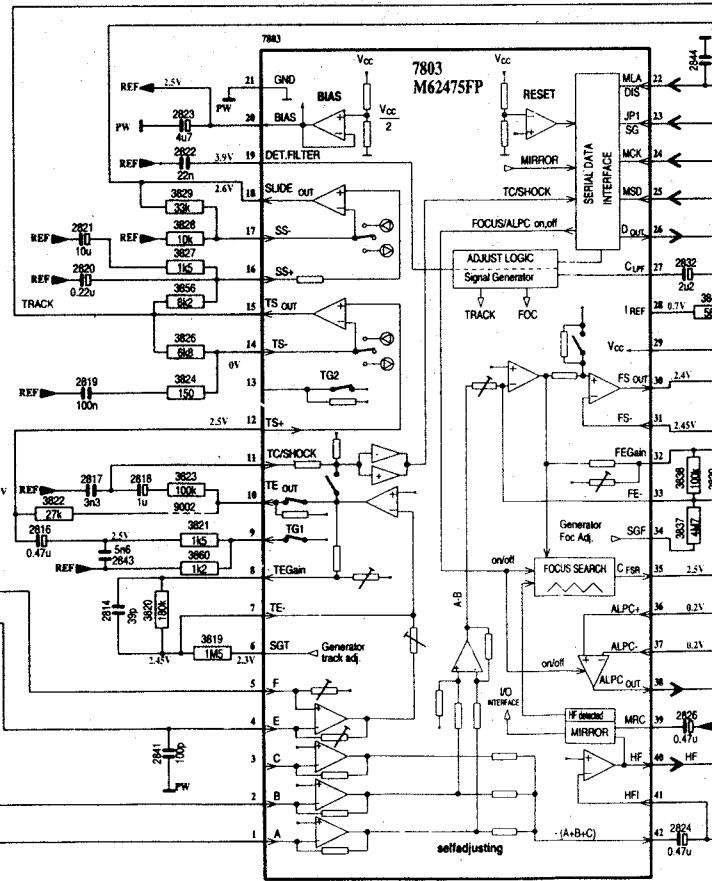 7803
7803
M62475FP
REF 2.5V
21 GND
PW
2823
PW 4u7
20 BIAS
BIAS
Vcc
Vcc
2
Vcc
RESET
2844
MLA 22
DIS
JP1 23
SG
MCK 24
MSD 25
D OUT 26
SERIAL DATA
INTERFACE
MIRROR
TC/SHOCK
FOCUS/ALPC on,off
2822
REF 22n 3.9V
19 DET.FILTER
2.6V
18 SLIDE OUT
3829
33k
3828
REF 10k
17 SS-
2821
REF 10u
3827
1k5
16 SS+
2820
REF 0.22u
3856
8k2
TRACK
15 TS OUT
3826
6k8
14 TS-
0V
2819
REF 100n
3824
150
13
TG2
2.5V
12 TS+
ADJUST LOGIC
Signal Generator
TRACK FOC
C LPF 27
2832
2u2
I REF 28 0.7V
Vcc 29
FS OUT 30 2.4V
FS- 31 2.45V
FEGain 32
FE- 33
3838
100k
3837
4M7
Generator
Foc Adj.
SGF 34
11 TC/SHOCK
2817
REF 3n3
2818
1u
3823
100k
10 TE OUT
3822
27k
9002
2816
0.47u
2.5V
3821
1k5
9
TG1
5n6
2843
REF
3860
1k2
8 TEGain
2814
39p
3820
180k
7 TE-
3819
1M5
2.45V
6 SGT
2.3V
Generator
track adj.
on/off
FOCUS SEARCH
C FSR 35 2.5V
A-B
ALPC+ 36 0.2V
ALPC- 37 0.2V
on/off
ALPC OUT 38
I/O
INTERFACE
HF detected
MIRROR
MRC 39
2826
0.47u
HF 40 HF
HFI 41
5 F
4 E
2841
100p
PW
3 C
2 B
1 A
- (A+B+C)
42
2824
0.47u
selfadjusting